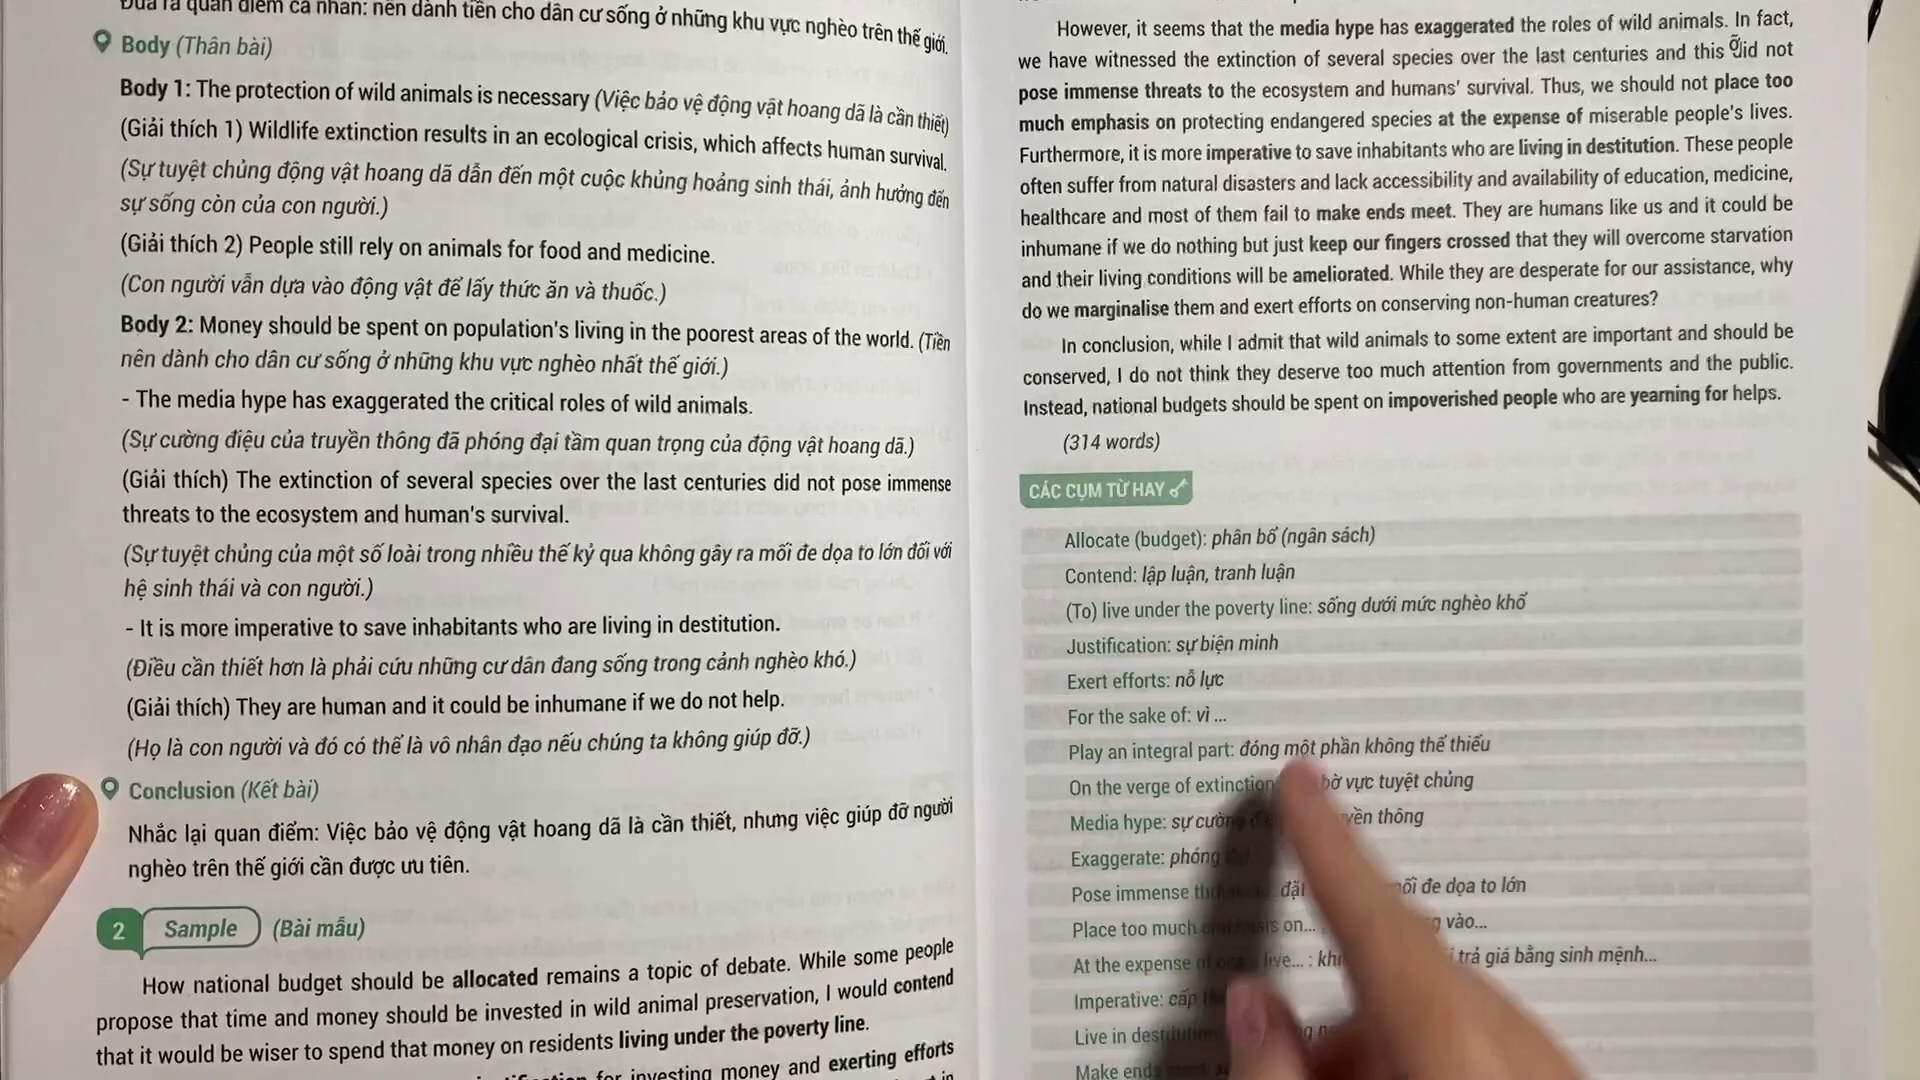 Đưa ra quan điểm cá nhân: nên dành tiền cho dân cư sống ở những khu vực nghèo trên thế giới.
Body (Thân bài)
Body 1: The protection of wild animals is necessary (Việc bảo vệ động vật hoang dã là cần thiết)
(Giải thích 1) Wildlife extinction results in an ecological crisis, which affects human survival.
(Sự tuyệt chủng động vật hoang dã dẫn đến một cuộc khủng hoảng sinh thái, ảnh hưởng đến
sự sống còn của con người.)
(Giải thích 2) People still rely on animals for food and medicine.
(Con người vẫn dựa vào động vật để lấy thức ăn và thuốc.)
Body 2: Money should be spent on population's living in the poorest areas of the world. (Tiền
nên dành cho dân cư sống ở những khu vực nghèo nhất thế giới.)
- The media hype has exaggerated the critical roles of wild animals.
(Sự cường điệu của truyền thông đã phóng đại tầm quan trọng của động vật hoang dã.)
(Giải thích) The extinction of several species over the last centuries did not pose immense
threats to the ecosystem and human's survival.
(Sự tuyệt chủng của một số loài trong nhiều thế kỷ qua không gây ra mối đe dọa to lớn đối với
hệ sinh thái và con người.)
- It is more imperative to save inhabitants who are living in destitution.
(Điều cần thiết hơn là phải cứu những cư dân đang sống trong cảnh nghèo khó.)
(Giải thích) They are human and it could be inhumane if we do not help.
(Họ là con người và đó có thể là vô nhân đạo nếu chúng ta không giúp đỡ.)
Conclusion (Kết bài)
Nhắc lại quan điểm: Việc bảo vệ động vật hoang dã là cần thiết, nhưng việc giúp đỡ người
nghèo trên thế giới cần được ưu tiên.
2 Sample (Bài mẫu)
How national budget should be allocated remains a topic of debate. While some people
propose that time and money should be invested in wild animal preservation, I would contend
that it would be wiser to spend that money on residents living under the poverty line.
for investing money and exerting efforts
in
However, it seems that the media hype has exaggerated the roles of wild animals. In fact,
we have witnessed the extinction of several species over the last centuries and this did not
pose immense threats to the ecosystem and humans' survival. Thus, we should not place too
much emphasis on protecting endangered species at the expense of miserable people's lives.
Furthermore, it is more imperative to save inhabitants who are living in destitution. These people
often suffer from natural disasters and lack accessibility and availability of education, medicine,
healthcare and most of them fail to make ends meet. They are humans like us and it could be
inhumane if we do nothing but just keep our fingers crossed that they will overcome starvation
and their living conditions will be ameliorated. While they are desperate for our assistance, why
do we marginalise them and exert efforts on conserving non-human creatures?
In conclusion, while I admit that wild animals to some extent are important and should be
conserved, I do not think they deserve too much attention from governments and the public.
Instead, national budgets should be spent on impoverished people who are yearning for helps.
(314 words)
CÁC CỤM TỪ HAY
Allocate (budget): phân bổ (ngân sách)
Contend: lập luận, tranh luận
(To) live under the poverty line: sống dưới mức nghèo khổ
Justification: sự biện minh
Exert efforts: nỗ lực
For the sake of: vì ...
Play an integral part: đóng một phần không thể thiếu
On the verge of extinction bờ vực tuyệt chủng
Media hype: sự cường thông
Exaggerate: phóng
Pose immense đặt đe dọa to lớn
Place too much on... vào...
At the expense live... : trả giá bằng sinh mệnh...
Imperative: cấp
Live in
Make ends